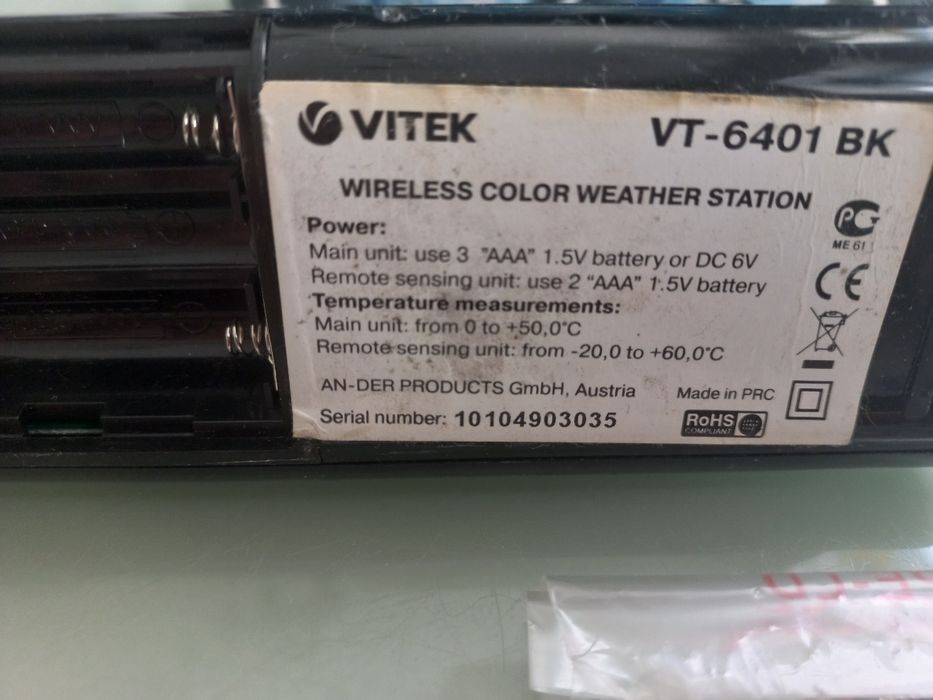 VITEK
VT-6401 BK
WIRELESS COLOR WEATHER STATION
Power:
Main unit: use 3 "AAA" 1.5V battery or DC 6V
Remote sensing unit: use 2 "AAA" 1.5V battery
Temperature measurements:
Main unit: from 0 to +50,0°C
Remote sensing unit: from -20,0 to +60,0°C
AN-DER PRODUCTS GmbH, Austria
Made in PRC
Serial number: 10104903035
PG
ME 61
CE
RoHS
COMPLIANT